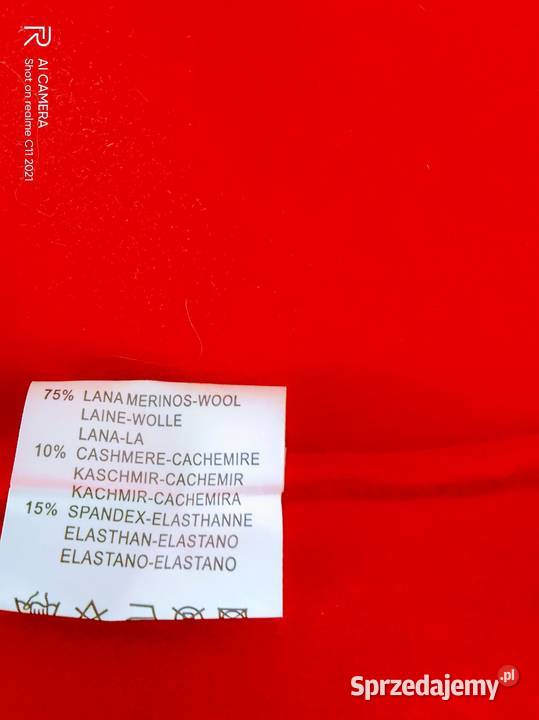 AI CAMERA
Shot on realme C11 2021
75% LANA MERINOS-WOOL
LAINE-WOLLE
LANA-LA
10% CASHMERE-CACHEMIRE
KASCHMIR-CACHEMIR
KACHMIR-CACHEMIRA
15% SPANDEX-ELASTHANNE
ELASTHAN-ELASTANO
ELASTANO-ELASTANO
Sprzedajemy.pl